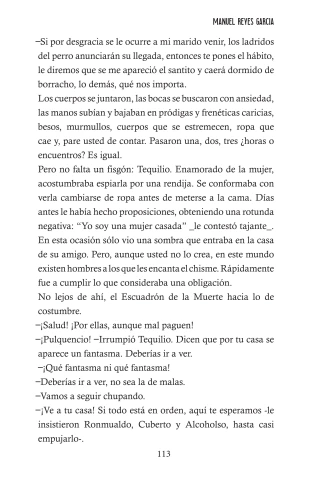 MANUEL REYES GARCIA
–Si por desgracia se le ocurre a mi marido venir, los ladridos
del perro anunciarán su llegada, entonces te pones el hábito,
le diremos que se me apareció el santito y caerá dormido de
borracho, lo demás, qué nos importa.
Los cuerpos se juntaron, las bocas se buscaron con ansiedad,
las manos subían y bajaban en pródigas y frenéticas caricias,
besos, murmullos, cuerpos que se estremecen, ropa que
cae y, pare usted de contar. Pasaron una, dos, tres ¿horas o
encuentros? Es igual.
Pero no falta un fisgón: Tequilio. Enamorado de la mujer,
acostumbraba espiarla por una rendija. Se conformaba con
verla cambiarse de ropa antes de meterse a la cama. Días
antes le había hecho proposiciones, obteniendo una rotunda
negativa: “Yo soy una mujer casada” _le contestó tajante_.
En esta ocasión sólo vio una sombra que entraba en la casa
de su amigo. Pero, aunque usted no lo crea, en este mundo
existen hombres a los que les encanta el chisme. Rápidamente
fue a cumplir lo que consideraba una obligación.
No lejos de ahí, el Escuadrón de la Muerte hacía lo de
costumbre.
–¡Salud! ¡Por ellas, aunque mal paguen!
–¡Pulquencio! –Irrumpió Tequilio. Dicen que por tu casa se
aparece un fantasma. Deberías ir a ver.
–¡Qué fantasma ni qué fantasma!
–Deberías ir a ver, no sea la de malas.
–Vamos a seguir chupando.
–¡Ve a tu casa! Si todo está en orden, aquí te esperamos -le
insistieron Ronmualdo, Cuberto y Alcoholso, hasta casi
empujarlo-.
113